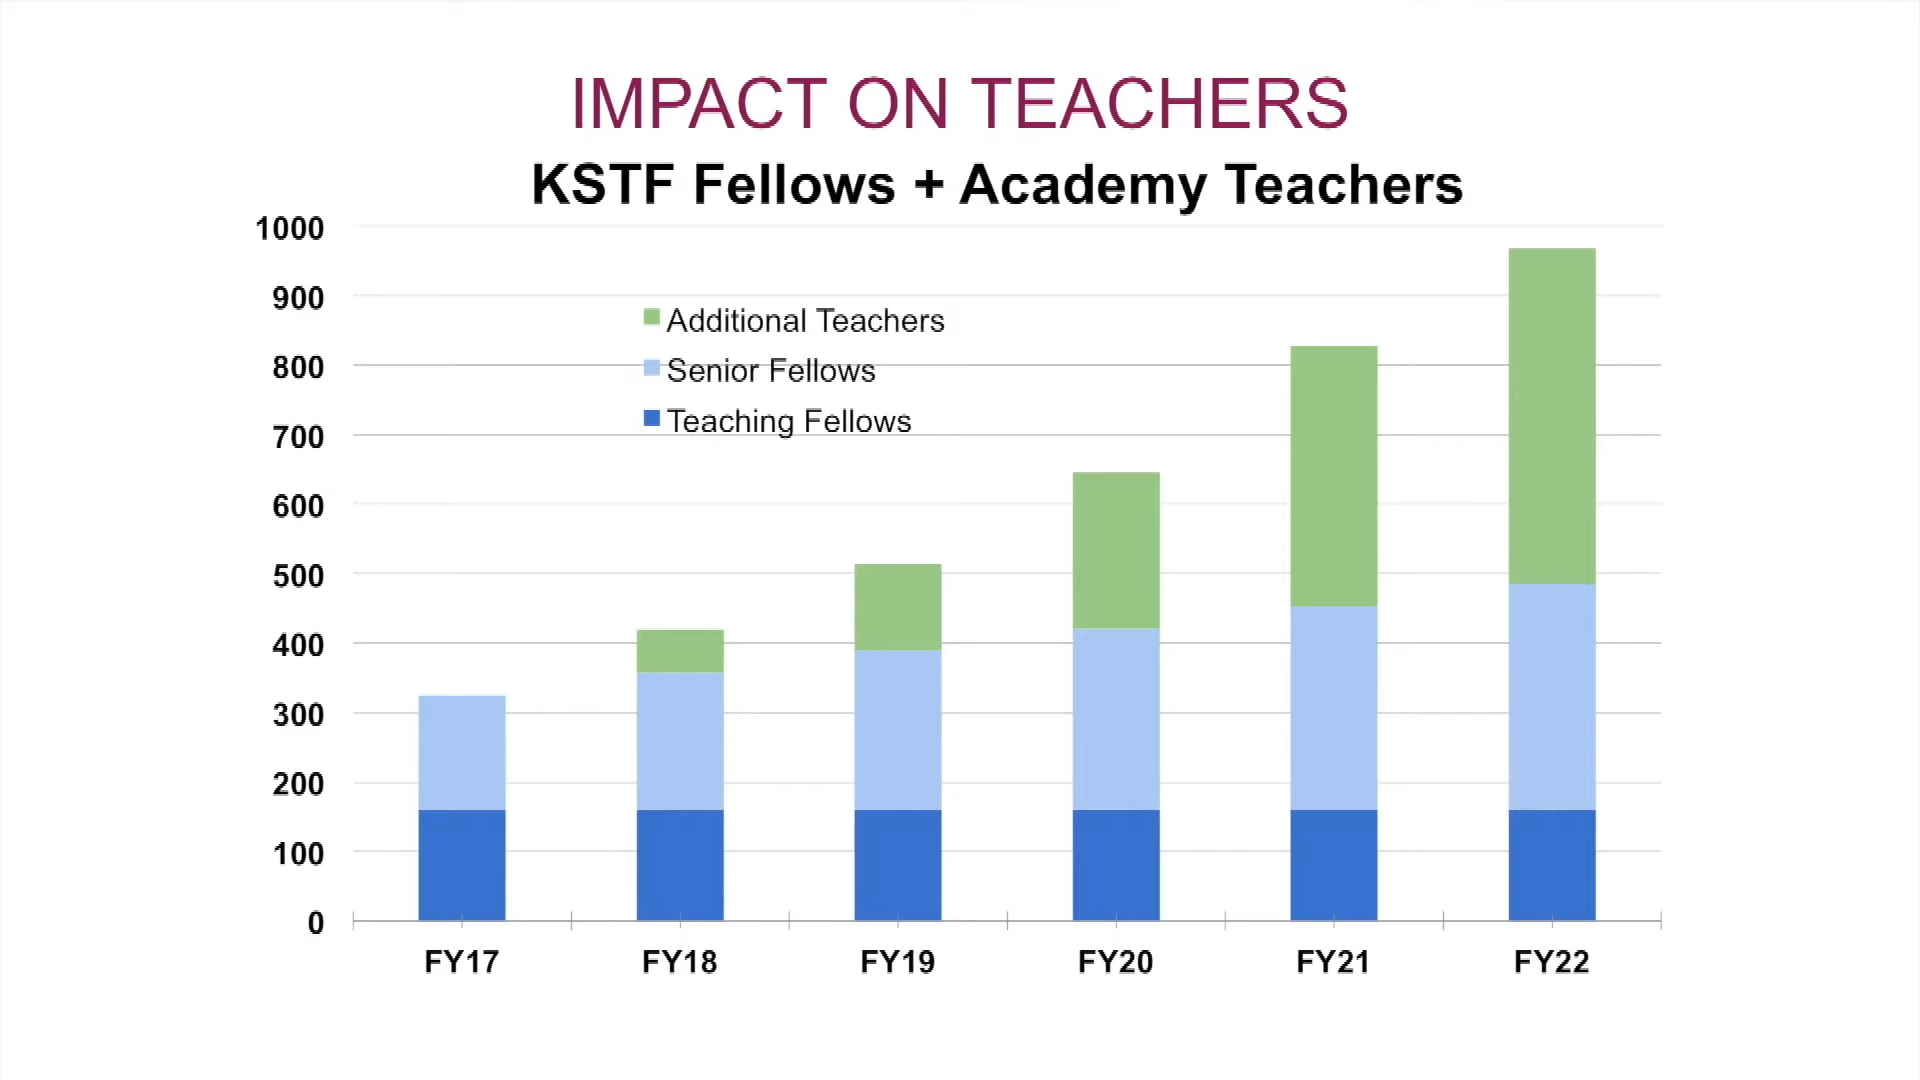 IMPACT ON TEACHERS
KSTF Fellows + Academy Teachers
1000
900
800
700
600
500
400
300
200
100
0
Additional Teachers
Senior Fellows
Teaching Fellows
FY17 FY18 FY19 FY20 FY21 FY22